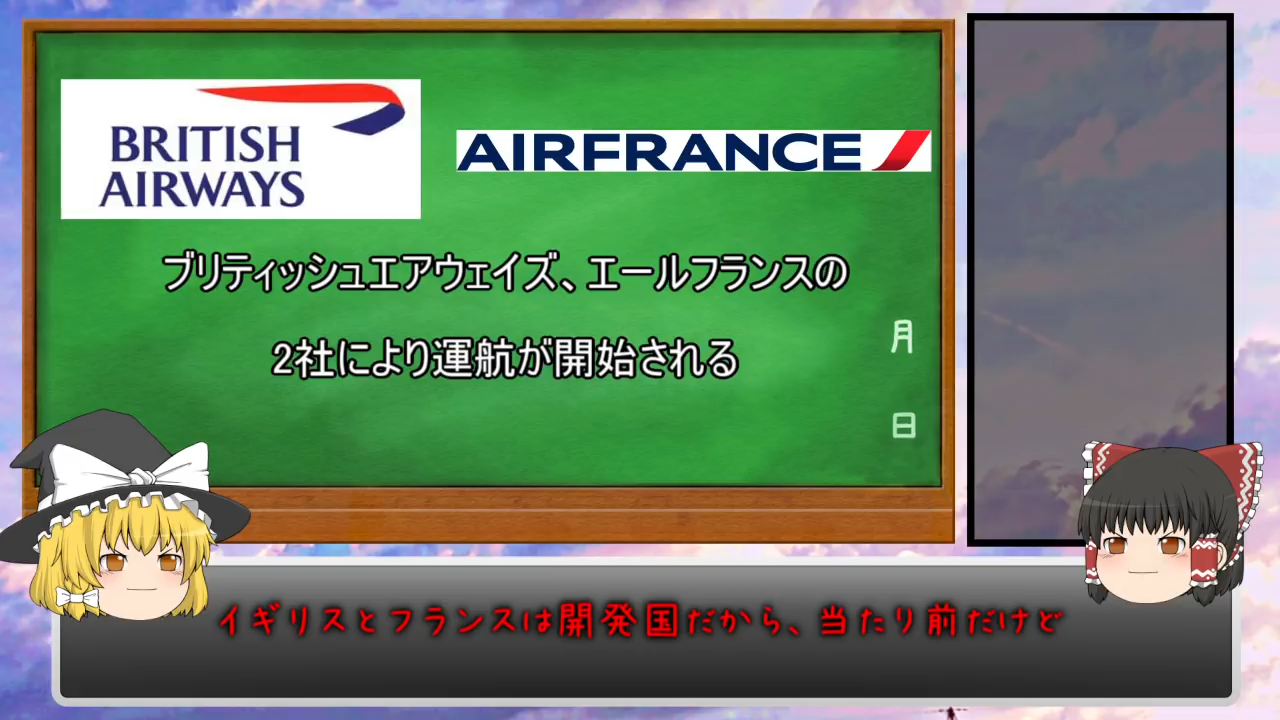 BRITISH
AIRWAYS
AIRFRANCE
ブリティッシュエアウェイズ、エールフランスの
2社により運航が開始される
月
日
イギリスとフランスは開発国だから、当たり前だけど